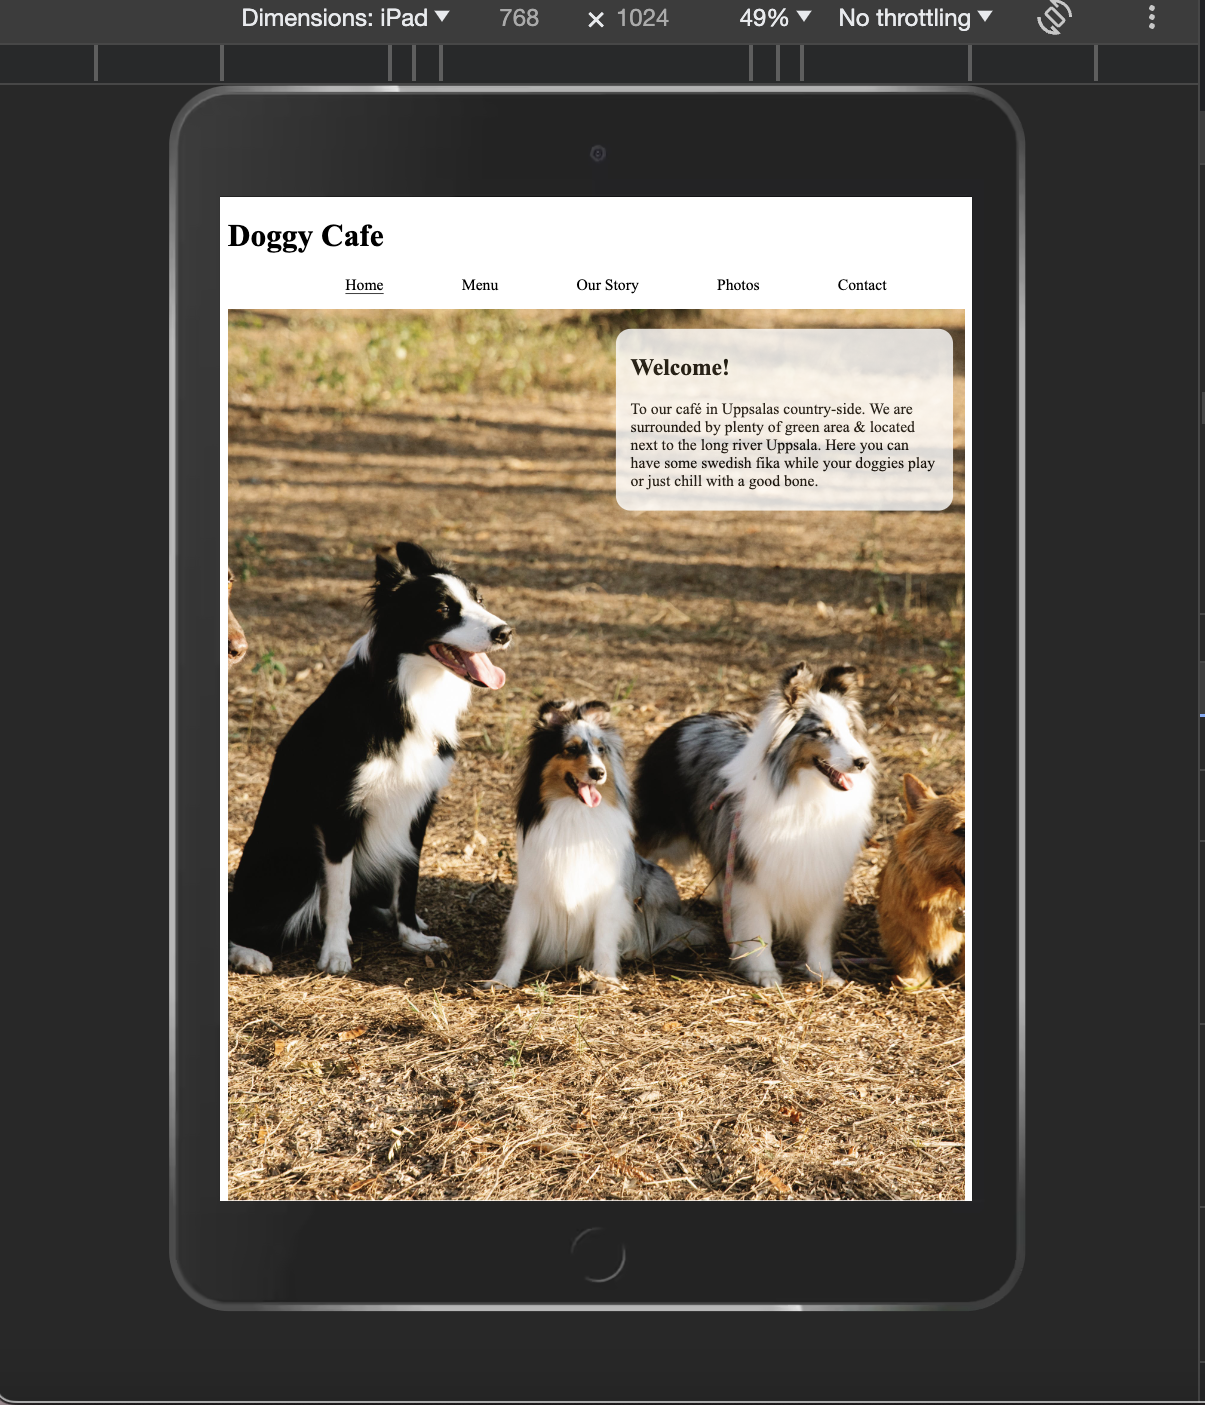 Dimensions: iPad ▼ 768 × 1024 49% ▼ No throttling ▼
Doggy Cafe
Home Menu Our Story Photos Contact
Welcome!
To our café in Uppsalas country-side. We are
surrounded by plenty of green area & located
next to the long river Uppsala. Here you can
have some swedish fika while your doggies play
or just chill with a good bone.